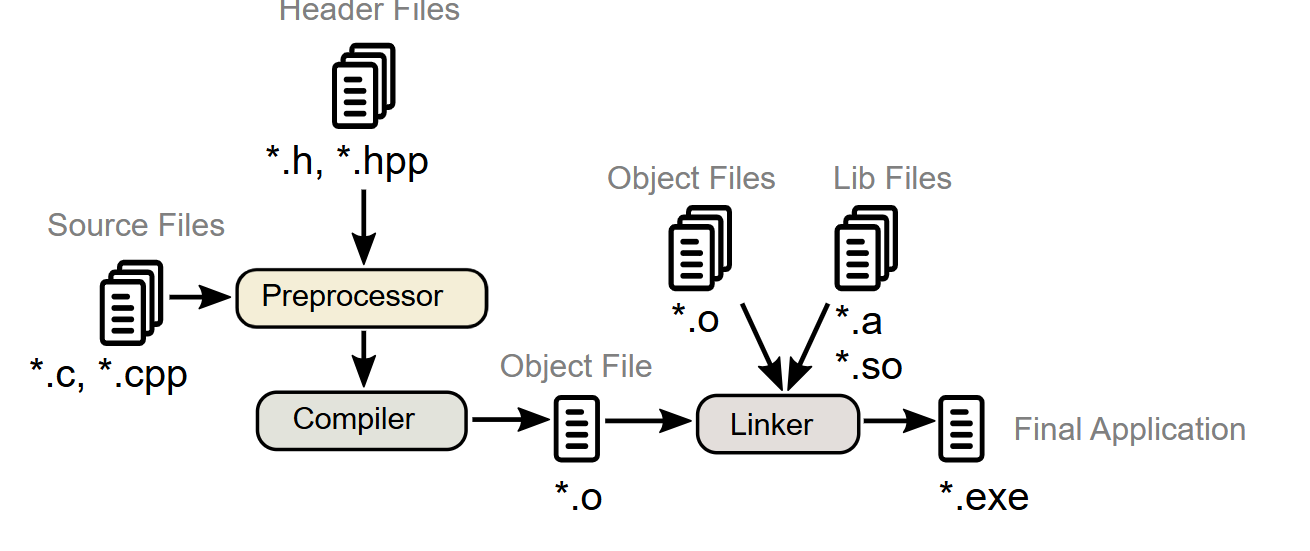 Header Files
*.h, *.hpp
Source Files
*.c, *.cpp
Preprocessor
Compiler
Object File
*.o
Object Files
*.o
Lib Files
*.a
*.so
Linker
*.exe
Final Application